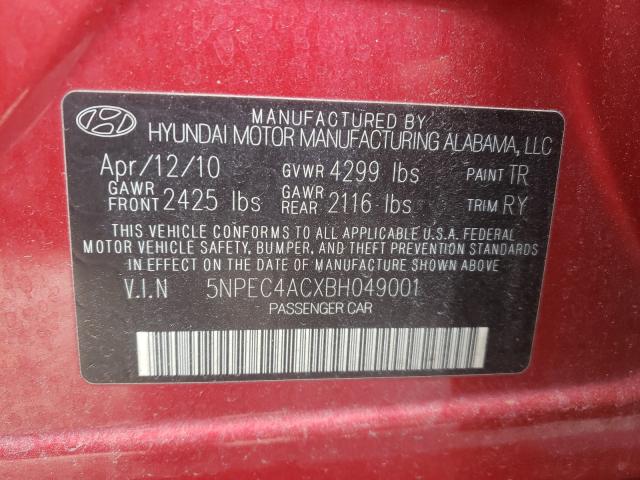 MANUFACTURED BY
HYUNDAI MOTOR MANUFACTURING ALABAMA, LLC
Apr/12/10 GVWR 4299 lbs PAINT TR
GAWR FRONT 2425 lbs GAWR REAR 2116 lbs TRIM RY
THIS VEHICLE CONFORMS TO ALL APPLICABLE U.S.A. FEDERAL
MOTOR VEHICLE SAFETY, BUMPER, AND THEFT PREVENTION STANDARDS
IN EFFECT ON THE DATE OF MANUFACTURE SHOWN ABOVE
V.I.N 5NPEC4ACXBH049001
PASSENGER CAR